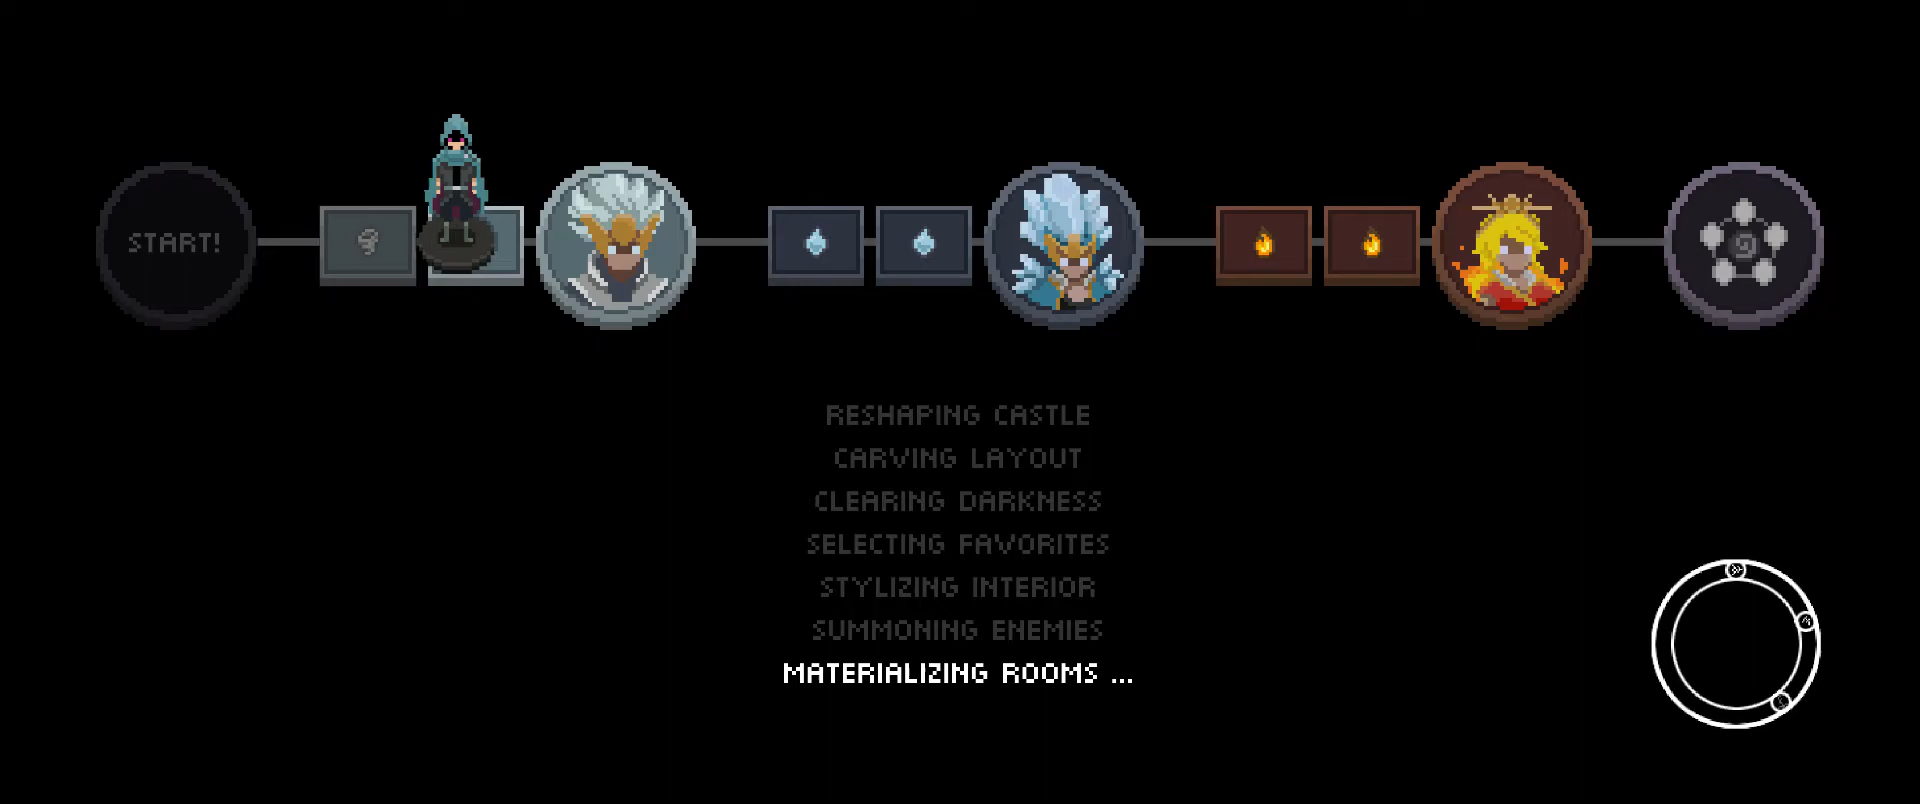 START!
RESHAPING CASTLE
CARVING LAYOUT
CLEARING DARKNESS
SELECTING FAVORITES
STYLIZING INTERIOR
SUMMONING ENEMIES
MATERIALIZING ROOMS ...